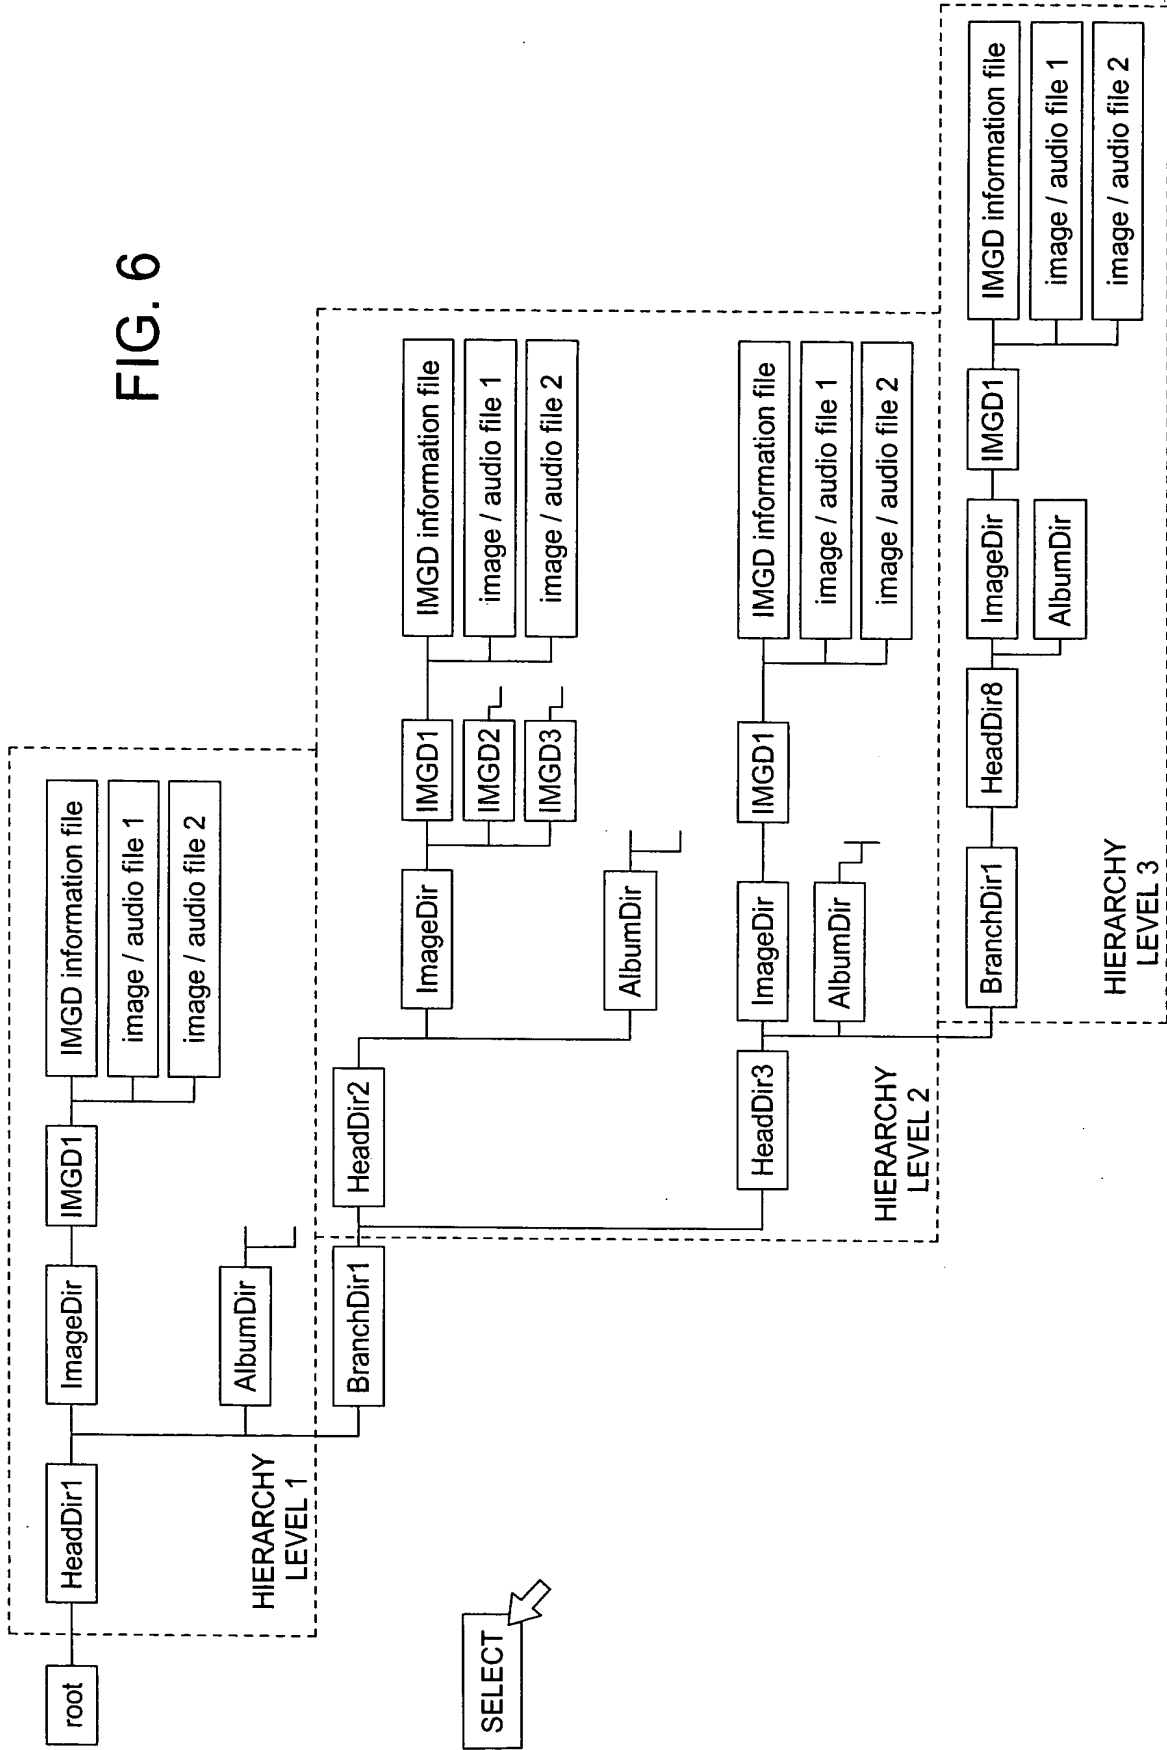 FIG. 6
root
HeadDir1
ImageDir
IMGD1
IMGD information file
image / audio file 1
image / audio file 2
AlbumDir
HIERARCHY
LEVEL 1
BranchDir1
HeadDir2
ImageDir
IMGD1
IMGD information file
image / audio file 1
image / audio file 2
IMGD2
IMGD3
AlbumDir
HeadDir3
ImageDir
IMGD1
IMGD information file
image / audio file 1
image / audio file 2
AlbumDir
HIERARCHY
LEVEL 2
BranchDir1
HeadDir8
ImageDir
IMGD1
IMGD information file
image / audio file 1
image / audio file 2
AlbumDir
HIERARCHY
LEVEL 3
SELECT